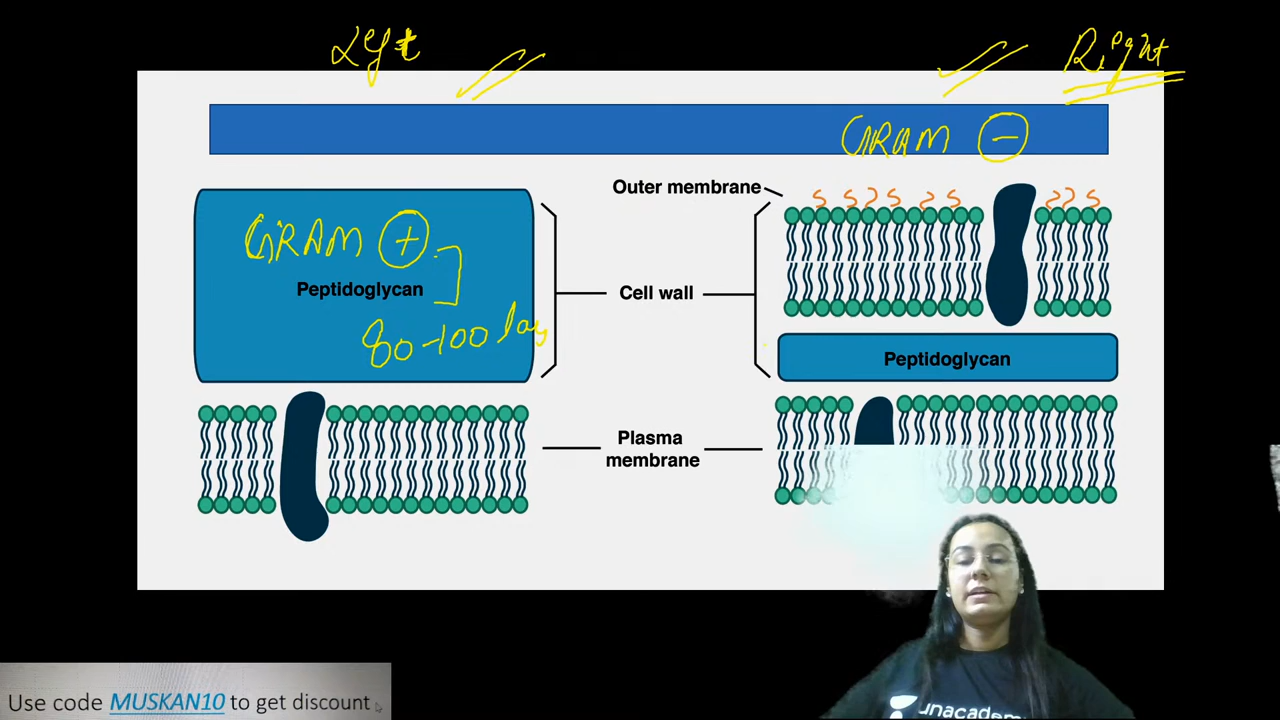 Left
Right
GRAM -
Outer membrane
GRAM +
Peptidoglycan
Cell wall
80-100 lay
Peptidoglycan
Plasma
membrane
Use code MUSKAN10 to get discount
unacadem